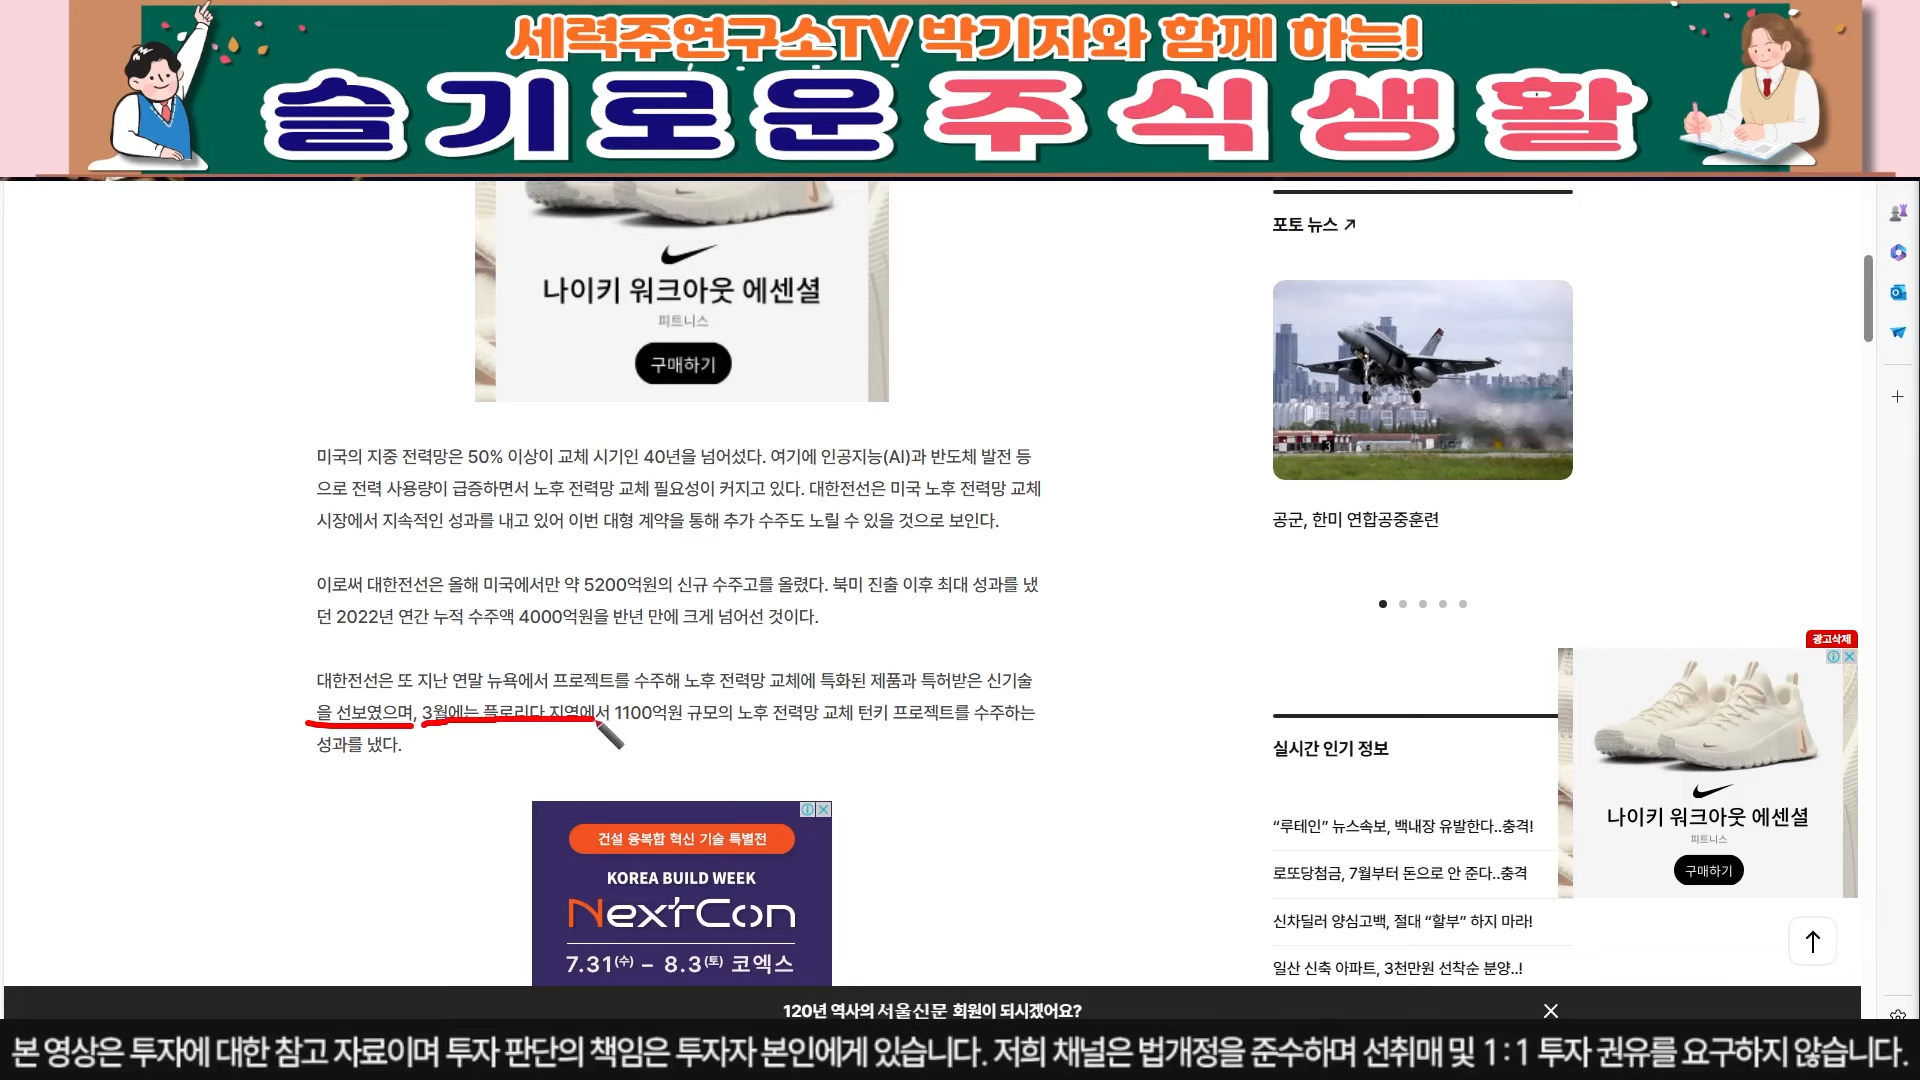 세력주연구소TV 박기자와 함께 하는!
슬기로운 주식생활
나이키 워크아웃 에센셜
피트니스
구매하기
미국의 지중 전력망은 50% 이상이 교체 시기인 40년을 넘어섰다. 여기에 인공지능(AI)과 반도체 발전 등
으로 전력 사용량이 급증하면서 노후 전력망 교체 필요성이 커지고 있다. 대한전선은 미국 노후 전력망 교체
시장에서 지속적인 성과를 내고 있어 이번 대형 계약을 통해 추가 수주도 노릴 수 있을 것으로 보인다.
이로써 대한전선은 올해 미국에서만 약 5200억원의 신규 수주고를 올렸다. 북미 진출 이후 최대 성과를 냈
던 2022년 연간 누적 수주액 4000억원을 반년 만에 크게 넘어선 것이다.
대한전선은 또 지난 연말 뉴욕에서 프로젝트를 수주해 노후 전력망 교체에 특화된 제품과 특허받은 신기술
을 선보였으며, 3월에는 플로리다 지역에서 1100억원 규모의 노후 전력망 교체 턴키 프로젝트를 수주하는
성과를 냈다.
건설 융복합 혁신 기술 특별전
KOREA BUILD WEEK
NextCon
7.31(수) – 8.3(토) 코엑스
포토 뉴스
공군, 한미 연합공중훈련
광고삭제
실시간 인기 정보
“루테인” 뉴스속보, 백내장 유발한다..충격!
로또당첨금, 7월부터 돈으로 안 준다..충격
신차딜러 양심고백, 절대 “할부” 하지 마라!
일산 신축 아파트, 3천만원 선착순 분양..!
나이키 워크아웃 에센셜
피트니스
구매하기
120년 역사의 서울신문 회원이 되시겠어요?
본 영상은 투자에 대한 참고 자료이며 투자 판단의 책임은 투자자 본인에게 있습니다. 저희 채널은 법개정을 준수하며 선취매 및 1:1 투자 권유를 요구하지 않습니다.